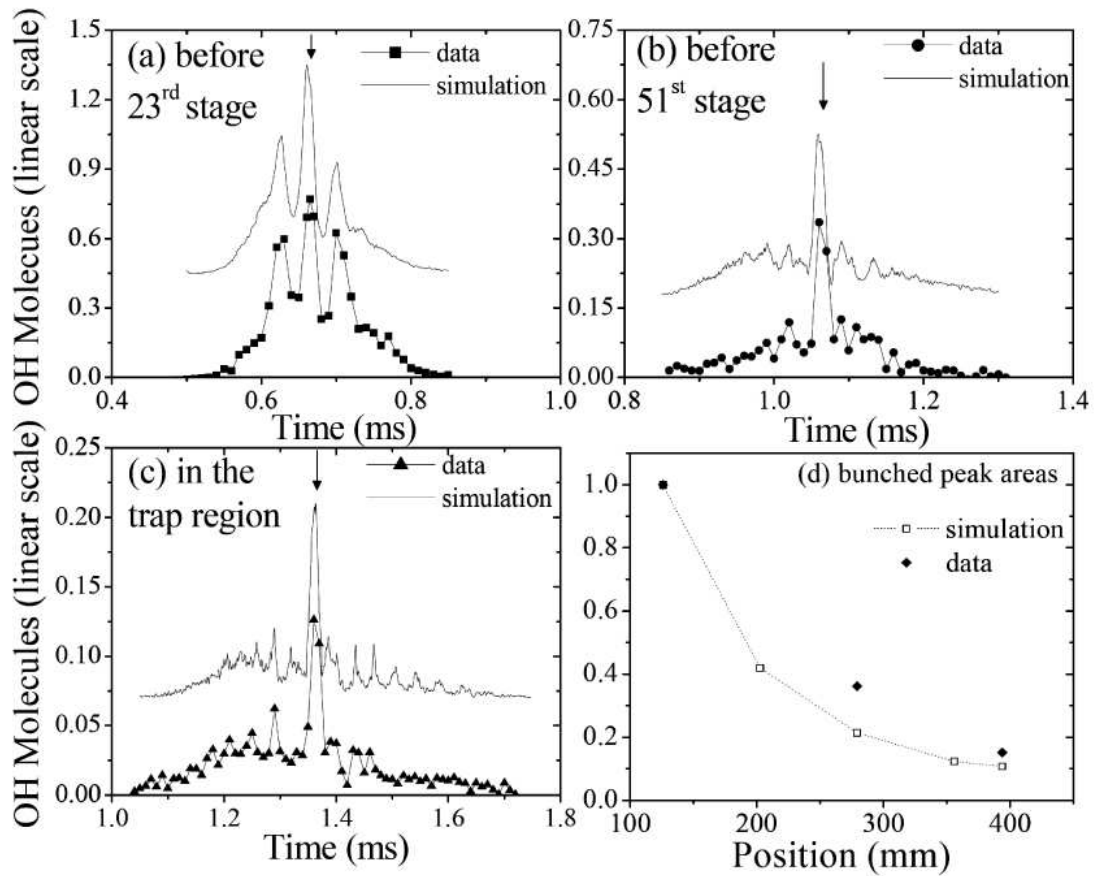 OH Molecues (linear scale)
1.5
1.2
0.9
0.6
0.3
0.0
(a) before
23rd stage
data
simulation
0.4 0.6 0.8 1.0
Time (ms)
0.75
0.60
0.45
0.30
0.15
0.00
(b) before
51st stage
data
simulation
0.8 1.0 1.2 1.4
Time (ms)
OH Molecules (linear scale)
0.25
0.20
0.15
0.10
0.05
0.00
(c) in the
trap region
data
simulation
1.0 1.2 1.4 1.6 1.8
Time (ms)
1.0
0.8
0.6
0.4
0.2
0.0
(d) bunched peak areas
simulation
data
100 200 300 400
Position (mm)